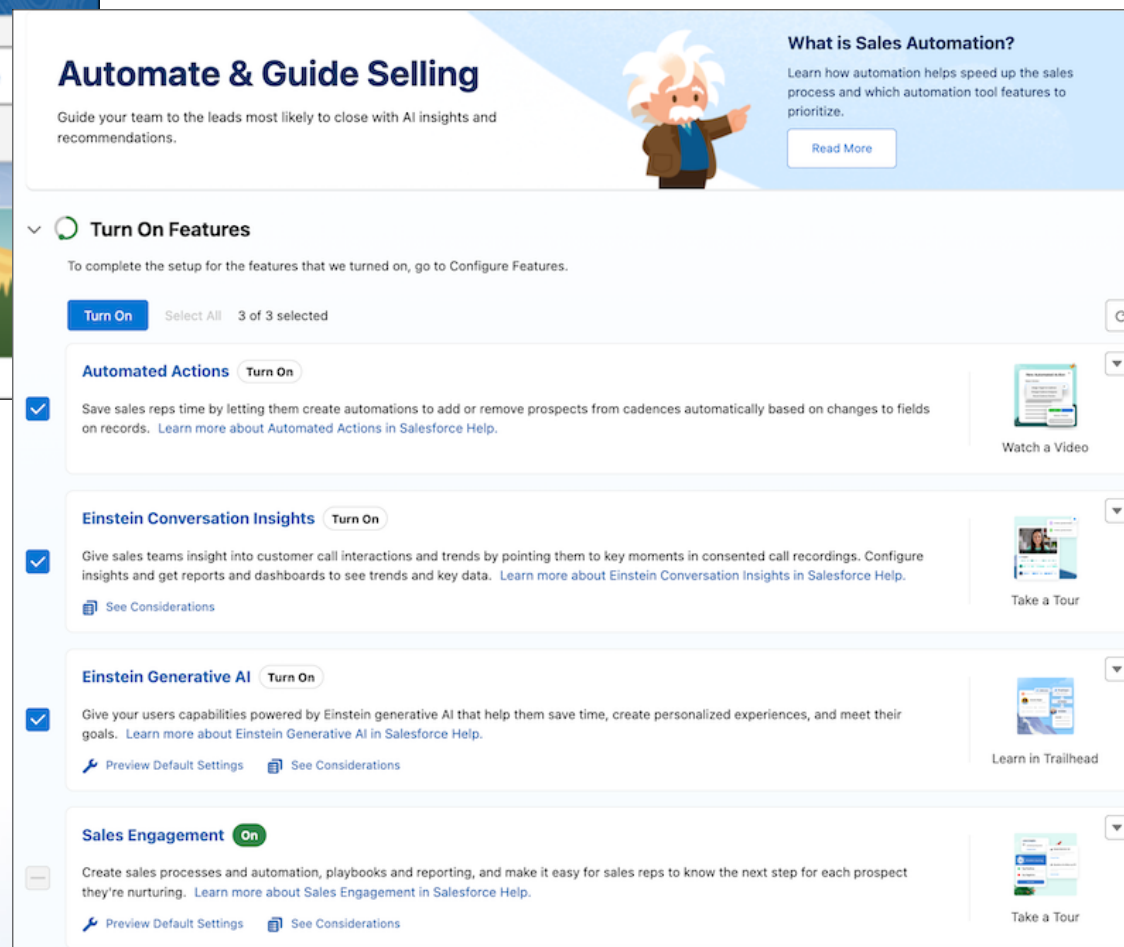 Automate & Guide Selling
Guide your team to the leads most likely to close with AI insights and
recommendations.
What is Sales Automation?
Learn how automation helps speed up the sales
process and which automation tool features to
prioritize.
Read More
Turn On Features
To complete the setup for the features that we turned on, go to Configure Features.
Turn On Select All 3 of 3 selected
Automated Actions Turn On
Save sales reps time by letting them create automations to add or remove prospects from cadences automatically based on changes to fields
on records. Learn more about Automated Actions in Salesforce Help.
Watch a Video
Einstein Conversation Insights Turn On
Give sales teams insight into customer call interactions and trends by pointing them to key moments in consented call recordings. Configure
insights and get reports and dashboards to see trends and key data. Learn more about Einstein Conversation Insights in Salesforce Help.
See Considerations
Take a Tour
Einstein Generative AI Turn On
Give your users capabilities powered by Einstein generative AI that help them save time, create personalized experiences, and meet their
goals. Learn more about Einstein Generative AI in Salesforce Help.
Preview Default Settings See Considerations
Learn in Trailhead
Sales Engagement On
Create sales processes and automation, playbooks and reporting, and make it easy for sales reps to know the next step for each prospect
they're nurturing. Learn more about Sales Engagement in Salesforce Help.
Preview Default Settings See Considerations
Take a Tour